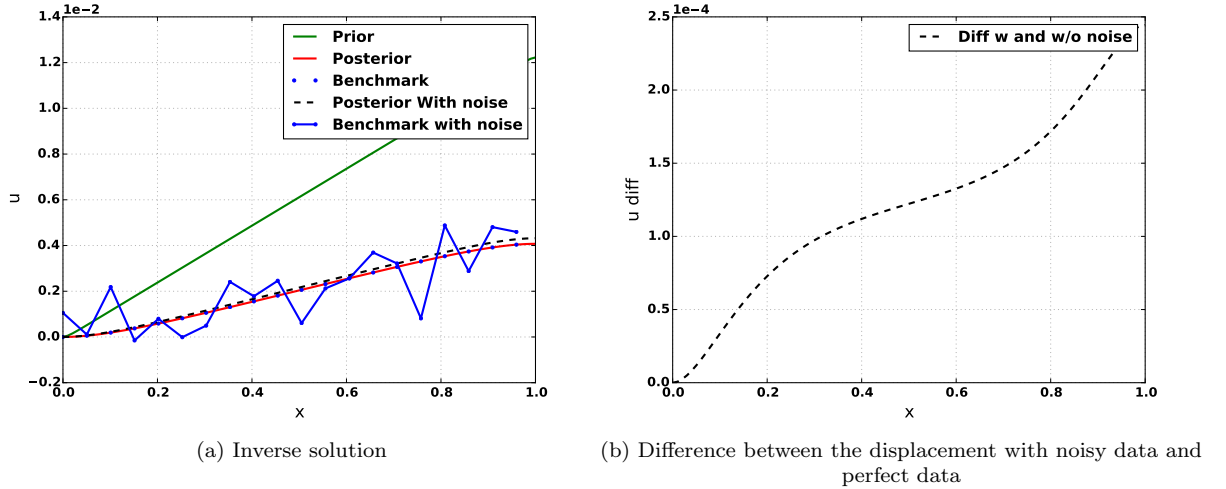 1e-2
1.4
1.2
1.0
0.8
0.6
0.4
0.2
0.0
−0.2
u
Prior
Posterior
Benchmark
Posterior With noise
Benchmark with noise
0.0 0.2 0.4 0.6 0.8 1.0
x
(a) Inverse solution
1e-4
2.5
2.0
1.5
1.0
0.5
0.0
u diff
Diff w and w/o noise
0.0 0.2 0.4 0.6 0.8 1.0
x
(b) Difference between the displacement with noisy data and
perfect data